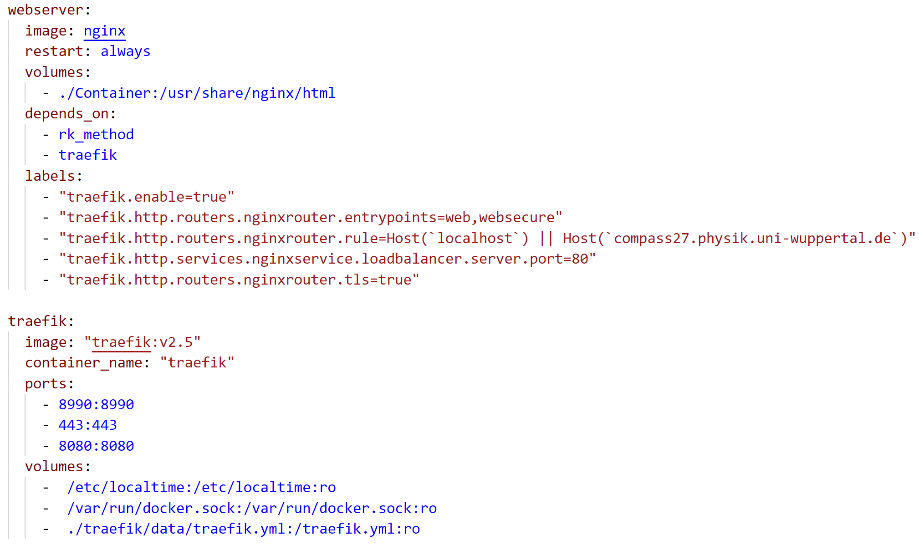 webserver:
  image: nginx
  restart: always
  volumes:
    - ./Container:/usr/share/nginx/html
  depends_on:
    - rk_method
    - traefik
  labels:
    - "traefik.enable=true"
    - "traefik.http.routers.nginxrouter.entrypoints=web,websecure"
    - "traefik.http.routers.nginxrouter.rule=Host(`localhost`) || Host(`compass27.physik.uni-wuppertal.de`)"
    - "traefik.http.services.nginxservice.loadbalancer.server.port=80"
    - "traefik.http.routers.nginxrouter.tls=true"

traefik:
  image: "traefik:v2.5"
  container_name: "traefik"
  ports:
    - 8990:8990
    - 443:443
    - 8080:8080
  volumes:
    -  /etc/localtime:/etc/localtime:ro
    -  /var/run/docker.sock:/var/run/docker.sock:ro
    -  ./traefik/data/traefik.yml:/traefik.yml:ro